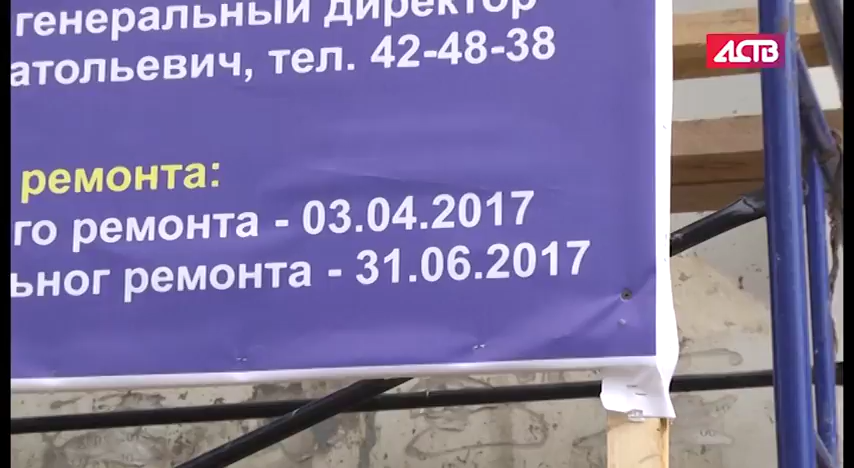 генеральный директор
атольевич, тел. 42-48-38
АСТВ
ремонта:
го ремонта - 03.04.2017
ьног ремонта - 31.06.2017